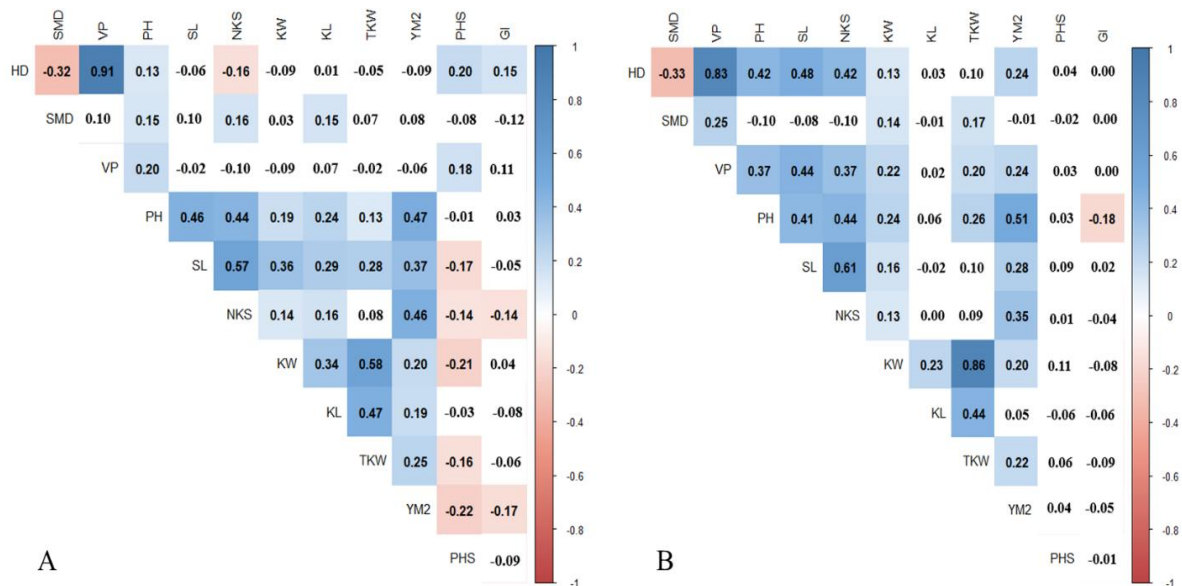 SMD VP PH SL NKS KW KL TKW YM2 PHS GI
HD -0.32 0.91 0.13 -0.06 -0.16 -0.09 0.01 -0.05 -0.09 0.20 0.15
SMD 0.10 0.15 0.10 0.16 0.03 0.15 0.07 0.08 -0.08 -0.12
VP 0.20 -0.02 -0.10 -0.09 0.07 -0.02 -0.06 0.18 0.11
PH 0.46 0.44 0.19 0.24 0.13 0.47 -0.01 0.03
SL 0.57 0.36 0.29 0.28 0.37 -0.17 -0.05
NKS 0.14 0.16 0.08 0.46 -0.14 -0.14
KW 0.34 0.58 0.20 -0.21 0.04
KL 0.47 0.19 -0.03 -0.08
TKW 0.25 -0.16 -0.06
YM2 -0.22 -0.17
PHS -0.09
1
0.8
0.6
0.4
0.2
0
-0.2
-0.4
-0.6
-0.8
-1
A
SMD VP PH SL NKS KW KL TKW YM2 PHS GI
HD -0.33 0.83 0.42 0.48 0.42 0.13 0.03 0.10 0.24 0.04 0.00
SMD 0.25 -0.10 -0.08 -0.10 0.14 -0.01 0.17 -0.01 -0.02 0.00
VP 0.37 0.44 0.37 0.22 0.02 0.20 0.24 0.03 0.00
PH 0.41 0.44 0.24 0.06 0.26 0.51 0.03 -0.18
SL 0.61 0.16 -0.02 0.10 0.28 0.09 0.02
NKS 0.13 0.00 0.09 0.35 0.01 -0.04
KW 0.23 0.86 0.20 0.11 -0.08
KL 0.44 0.05 -0.06 -0.06
TKW 0.22 0.06 -0.09
YM2 0.04 -0.05
PHS -0.01
1
0.8
0.6
0.4
0.2
0
-0.2
-0.4
-0.6
-0.8
-1
B